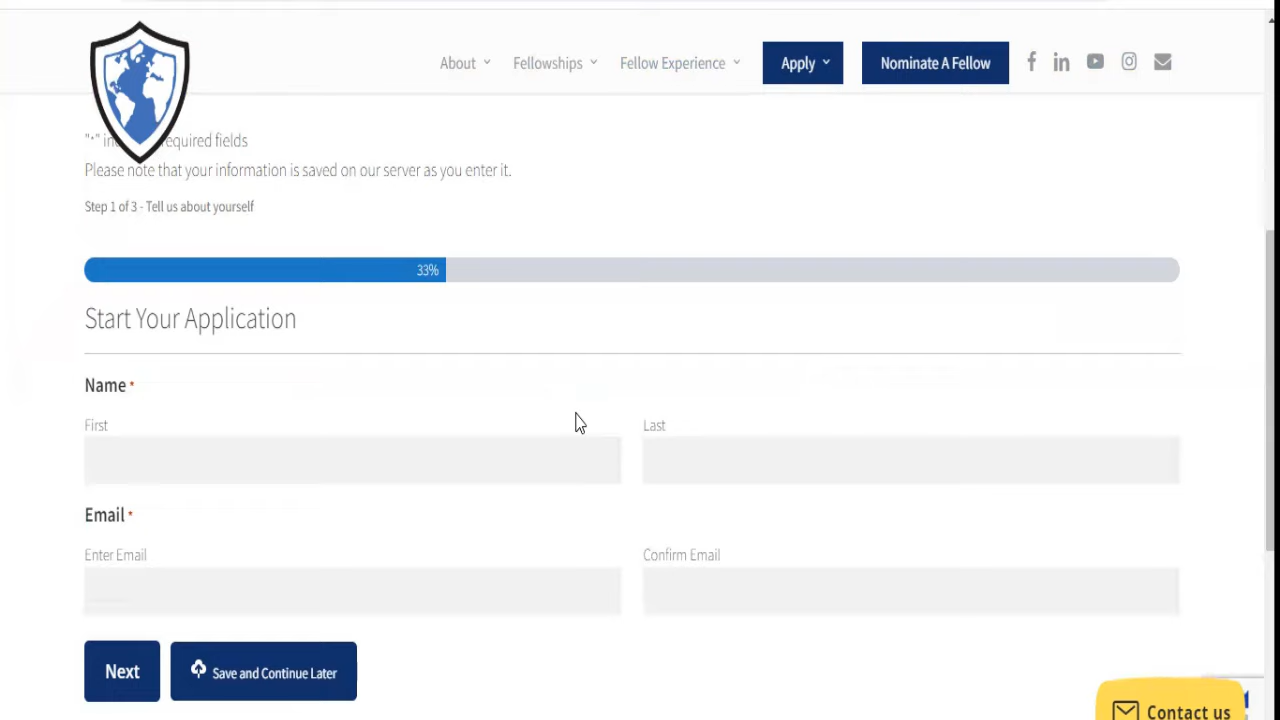 About
Fellowships
Fellow Experience
Apply
Nominate A Fellow
"*" in equired fields
Please note that your information is saved on our server as you enter it.
Step 1 of 3 - Tell us about yourself
33%
Start Your Application
Name *
First
Last
Email *
Enter Email
Confirm Email
Next
Save and Continue Later
Contact us